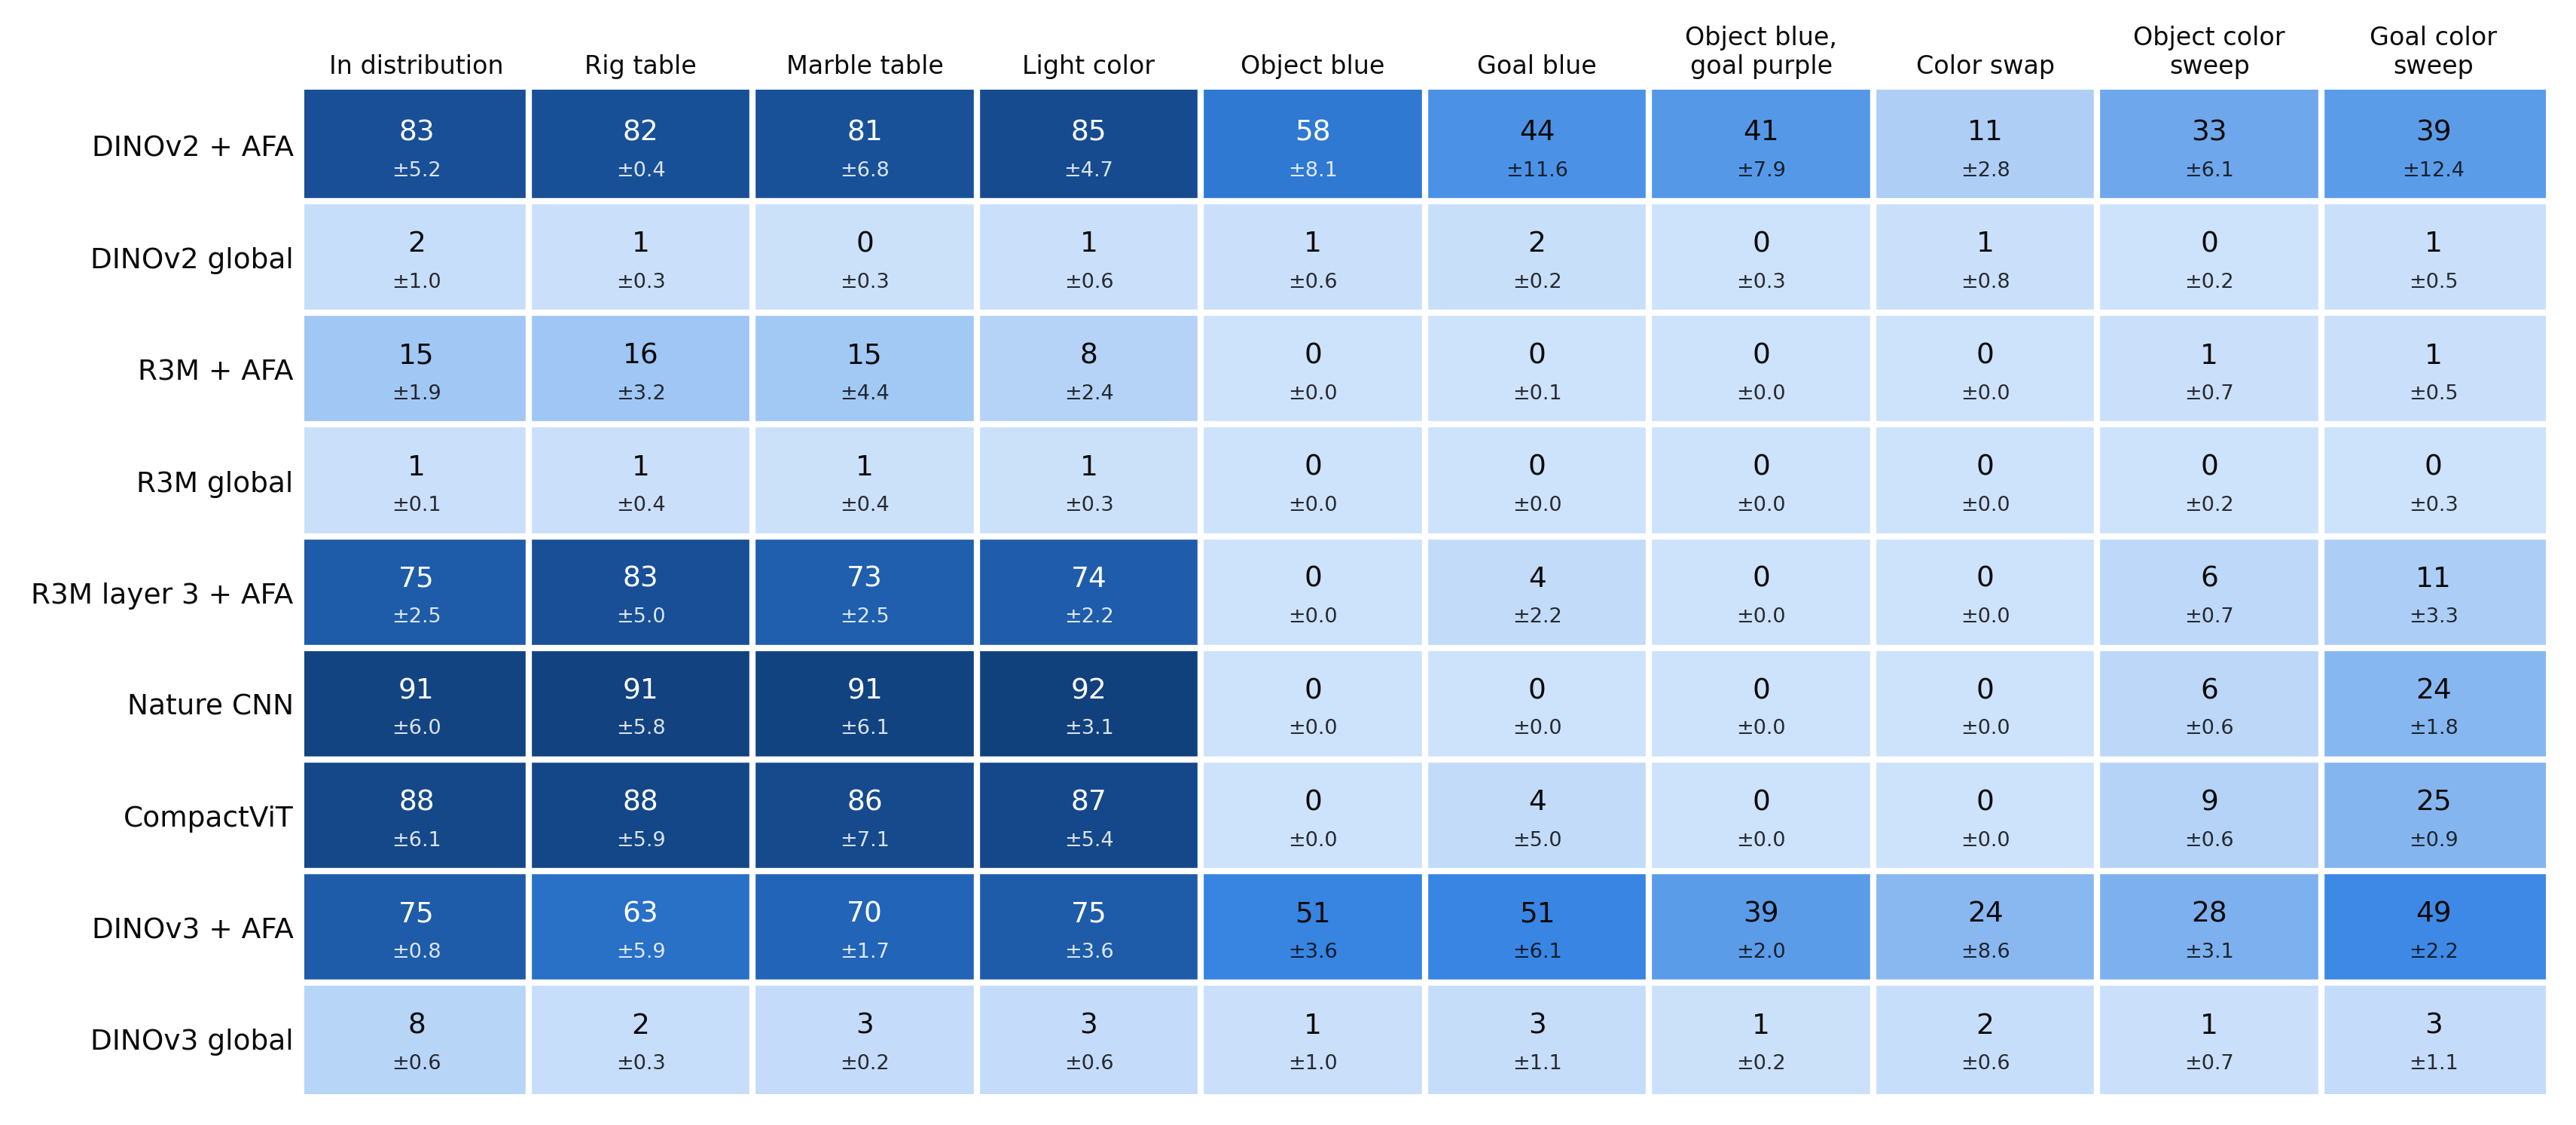 In distribution Rig table Marble table Light color Object blue Goal blue Object blue, goal purple Color swap Object color sweep Goal color sweep
DINOv2 + AFA 83 ±5.2 82 ±0.4 81 ±6.8 85 ±4.7 58 ±8.1 44 ±11.6 41 ±7.9 11 ±2.8 33 ±6.1 39 ±12.4
DINOv2 global 2 ±1.0 1 ±0.3 0 ±0.3 1 ±0.6 1 ±0.6 2 ±0.2 0 ±0.3 1 ±0.8 0 ±0.2 1 ±0.5
R3M + AFA 15 ±1.9 16 ±3.2 15 ±4.4 8 ±2.4 0 ±0.0 0 ±0.1 0 ±0.0 0 ±0.0 1 ±0.7 1 ±0.5
R3M global 1 ±0.1 1 ±0.4 1 ±0.4 1 ±0.3 0 ±0.0 0 ±0.0 0 ±0.0 0 ±0.0 0 ±0.2 0 ±0.3
R3M layer 3 + AFA 75 ±2.5 83 ±5.0 73 ±2.5 74 ±2.2 0 ±0.0 4 ±2.2 0 ±0.0 0 ±0.0 6 ±0.7 11 ±3.3
Nature CNN 91 ±6.0 91 ±5.8 91 ±6.1 92 ±3.1 0 ±0.0 0 ±0.0 0 ±0.0 0 ±0.0 6 ±0.6 24 ±1.8
CompactViT 88 ±6.1 88 ±5.9 86 ±7.1 87 ±5.4 0 ±0.0 4 ±5.0 0 ±0.0 0 ±0.0 9 ±0.6 25 ±0.9
DINOv3 + AFA 75 ±0.8 63 ±5.9 70 ±1.7 75 ±3.6 51 ±3.6 51 ±6.1 39 ±2.0 24 ±8.6 28 ±3.1 49 ±2.2
DINOv3 global 8 ±0.6 2 ±0.3 3 ±0.2 3 ±0.6 1 ±1.0 3 ±1.1 1 ±0.2 2 ±0.6 1 ±0.7 3 ±1.1